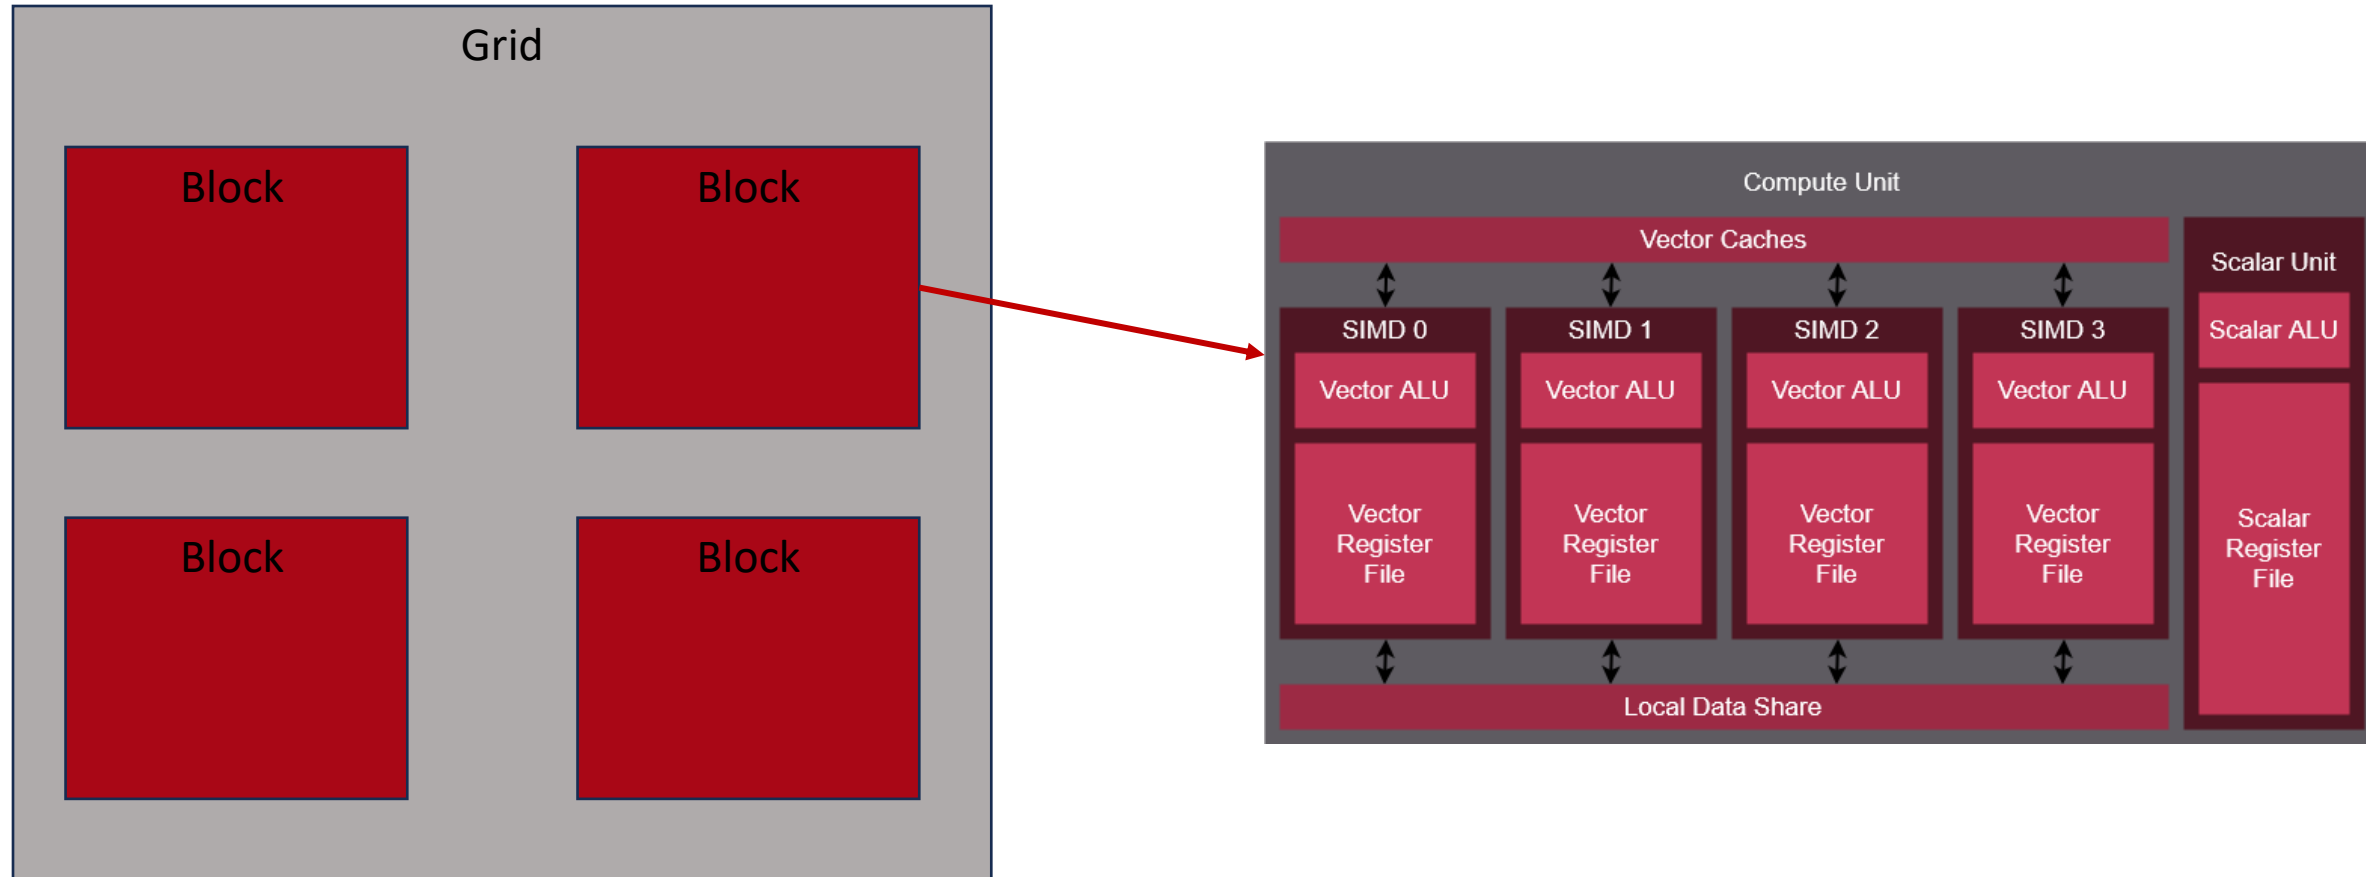 Grid
Block
Block
Block
Block
Compute Unit
Vector Caches
SIMD 0
Vector ALU
Vector
Register
File
SIMD 1
Vector ALU
Vector
Register
File
SIMD 2
Vector ALU
Vector
Register
File
SIMD 3
Vector ALU
Vector
Register
File
Local Data Share
Scalar Unit
Scalar ALU
Scalar
Register
File